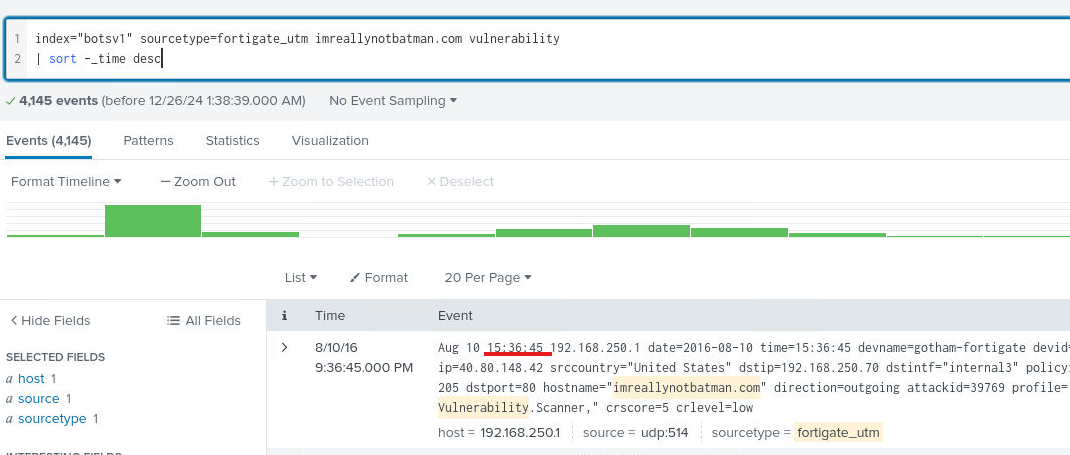 1 index="botsv1" sourcetype=fortigate_utm imreallynotbatman.com vulnerability
2 | sort -_time desc
4,145 events (before 12/26/24 1:38:39.000 AM) No Event Sampling
Events (4,145) Patterns Statistics Visualization
Format Timeline — Zoom Out + Zoom to Selection × Deselect
List Format 20 Per Page
< Hide Fields All Fields i Time Event
SELECTED FIELDS
a host 1
a source 1
a sourcetype 1
> 8/10/16
9:36:45.000 PM
Aug 10 15:36:45 192.168.250.1 date=2016-08-10 time=15:36:45 devname=gotham-fortigate devid=
ip=40.80.148.42 srccountry="United States" dstip=192.168.250.70 dstintf="internal3" policy
205 dstport=80 hostname="imreallynotbatman.com" direction=outgoing attackid=39769 profile=
Vulnerability.Scanner," crscore=5 crlevel=low
host = 192.168.250.1 source = udp:514 sourcetype = fortigate_utm